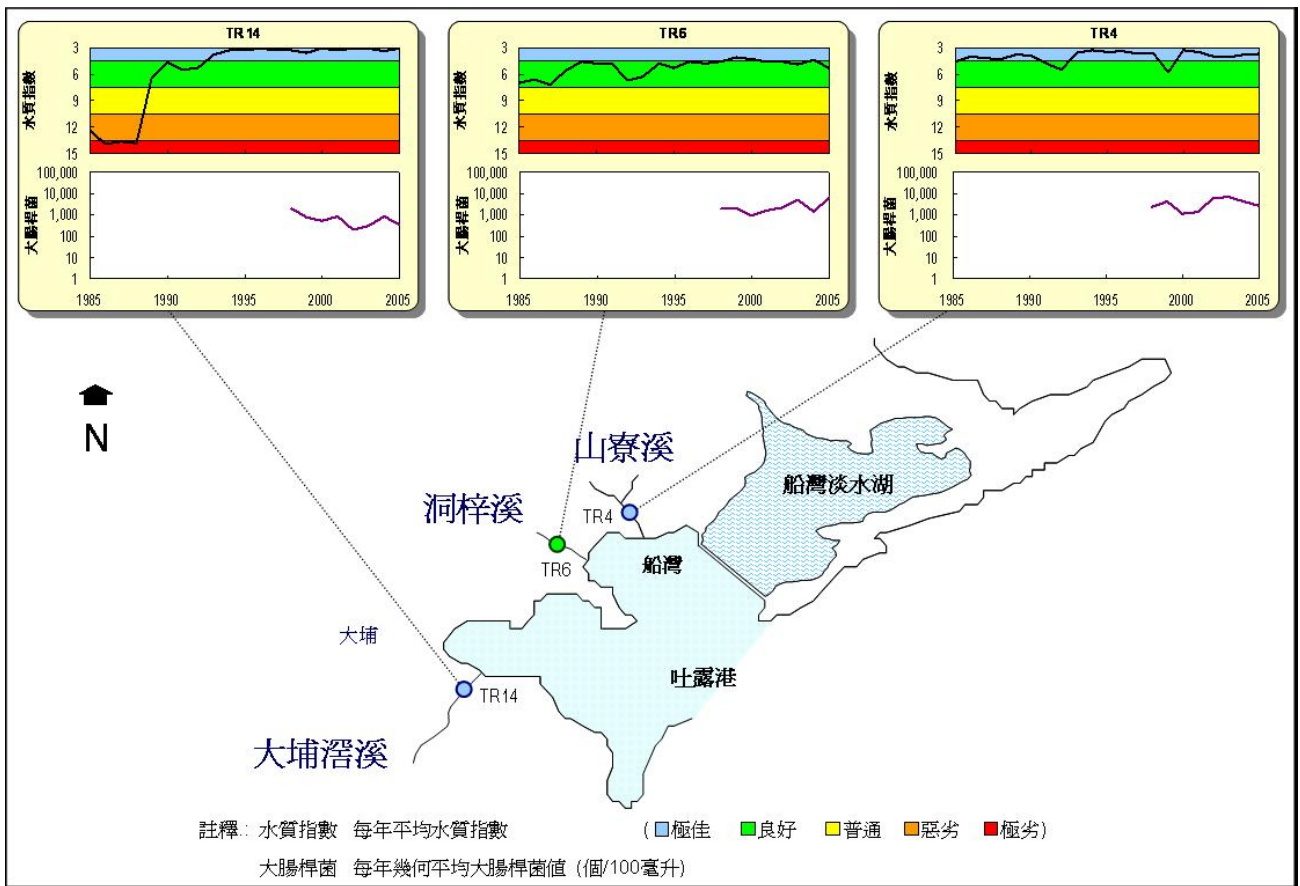 TR 14
水質指數
3
6
9
12
15
大腸桿菌
100,000
10,000
1,000
100
10
1
1985 1990 1995 2000 2005
TR6
水質指數
3
6
9
12
15
大腸桿菌
100,000
10,000
1,000
100
10
1
1985 1990 1995 2000 2005
TR4
水質指數
3
6
9
12
15
大腸桿菌
100,000
10,000
1,000
100
10
1
1985 1990 1995 2000 2005
N
山寮溪
船灣淡水湖
洞梓溪
TR4
船灣
TR6
大埔
吐露港
TR14
大埔滘溪
註釋.: 水質指數 每年平均水質指數 (極佳 良好 普通 惡劣 極劣)
大腸桿菌 每年幾何平均大腸桿菌值 (個/100毫升)